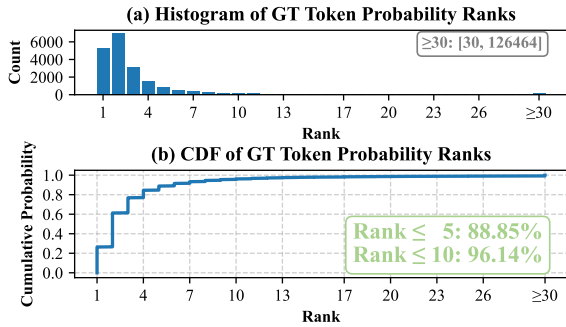 (a) Histogram of GT Token Probability Ranks
Count
6000
4000
2000
0
≥30: [30, 126464]
1 4 7 10 13 17 20 23 26 ≥30
Rank
(b) CDF of GT Token Probability Ranks
Cumulative Probability
1.0
0.8
0.6
0.4
0.2
0.0
Rank ≤ 5: 88.85%
Rank ≤ 10: 96.14%
1 4 7 10 13 17 20 23 26 ≥30
Rank